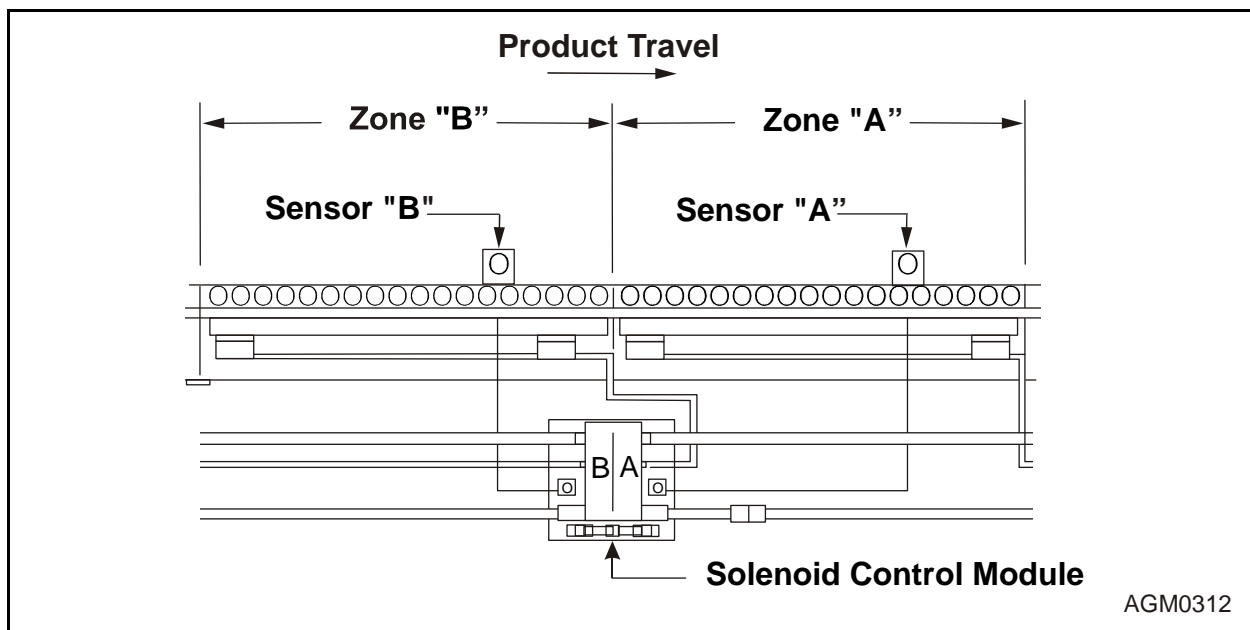 Product Travel
Zone "B”
Zone "A”
Sensor "B"
Sensor "A”
B A
Solenoid Control Module
AGM0312